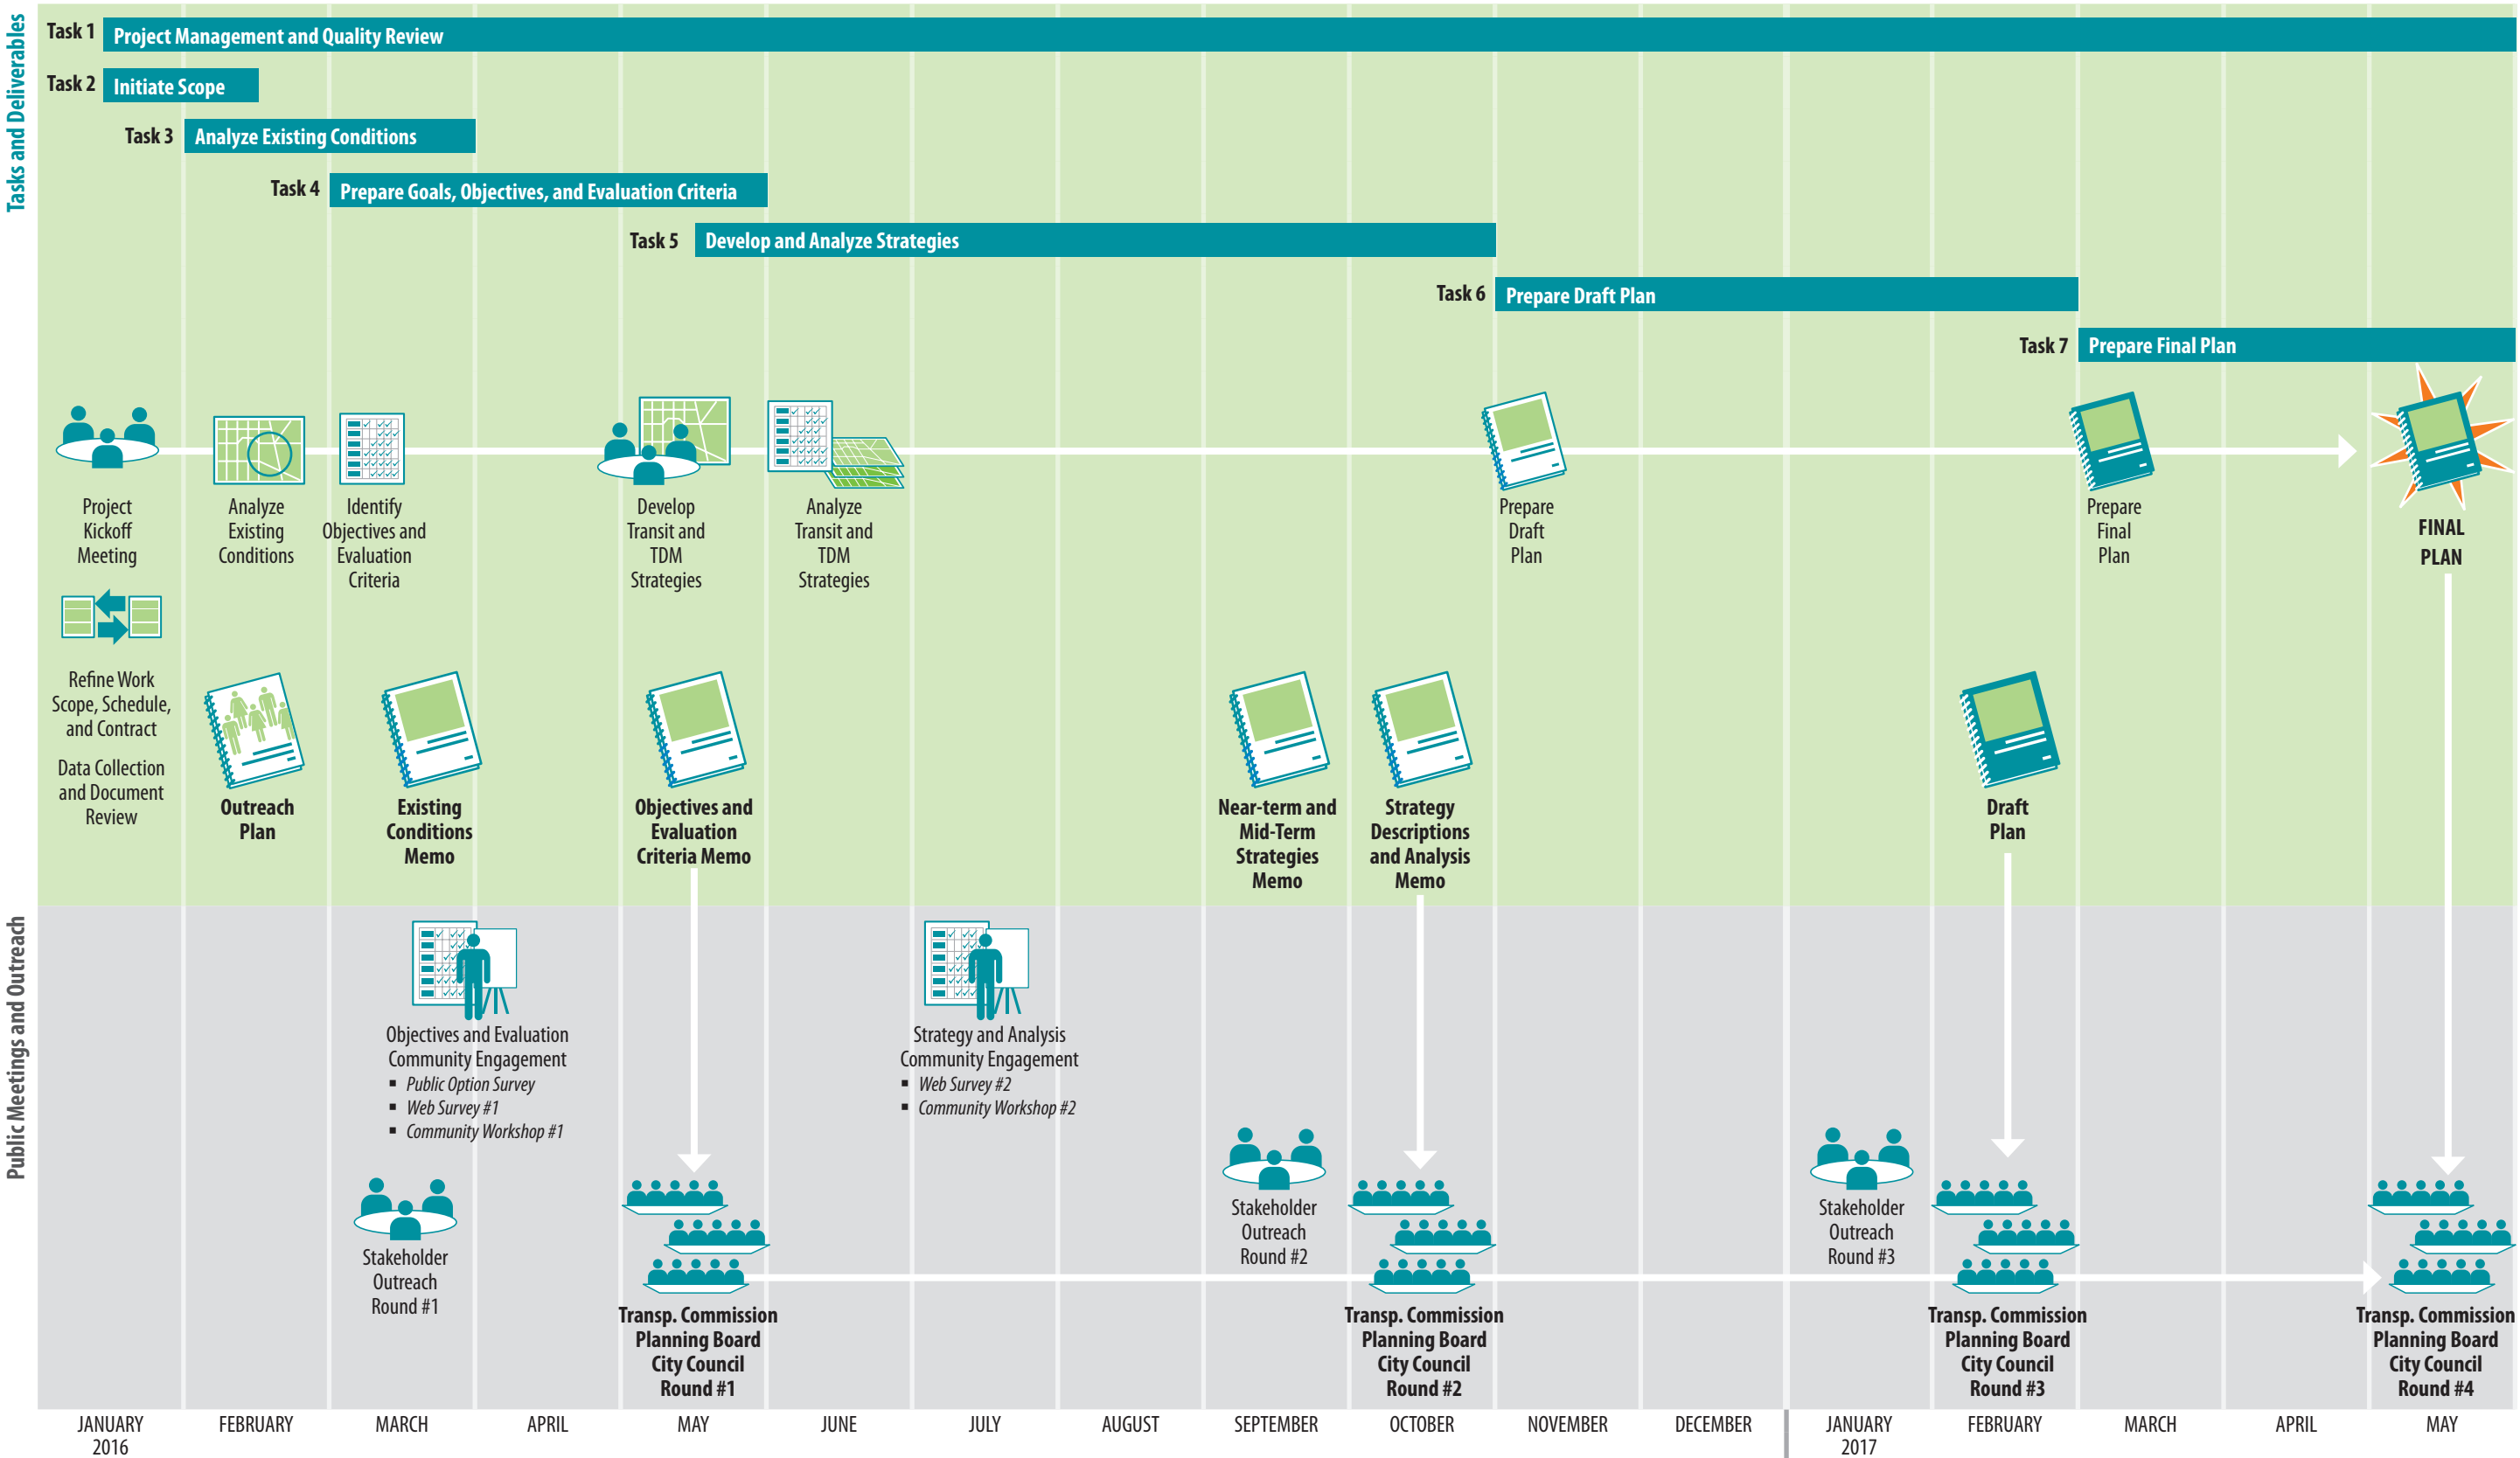 Tasks and Deliverables
Task 1
Project Management and Quality Review
Task 2
Initiate Scope
Task 3
Analyze Existing Conditions
Task 4
Prepare Goals, Objectives, and Evaluation Criteria
Task 5
Develop and Analyze Strategies
Task 6
Prepare Draft Plan
Task 7
Prepare Final Plan
Project
Kickoff
Meeting
Analyze
Existing
Conditions
Identify
Objectives and
Evaluation
Criteria
Develop
Transit and
TDM
Strategies
Analyze
Transit and
TDM
Strategies
Prepare
Draft
Plan
Prepare
Final
Plan
FINAL
PLAN
Refine Work
Scope, Schedule,
and Contract
Data Collection
and Document
Review
Outreach
Plan
Existing
Conditions
Memo
Objectives and
Evaluation
Criteria Memo
Near-term and
Mid-Term
Strategies
Memo
Strategy
Descriptions
and Analysis
Memo
Draft
Plan
Public Meetings and Outreach
Objectives and Evaluation
Community Engagement
▪ Public Option Survey
▪ Web Survey #1
▪ Community Workshop #1
Strategy and Analysis
Community Engagement
▪ Web Survey #2
▪ Community Workshop #2
Stakeholder
Outreach
Round #1
Transp. Commission
Planning Board
City Council
Round #1
Stakeholder
Outreach
Round #2
Transp. Commission
Planning Board
City Council
Round #2
Stakeholder
Outreach
Round #3
Transp. Commission
Planning Board
City Council
Round #3
Transp. Commission
Planning Board
City Council
Round #4
JANUARY
2016
FEBRUARY
MARCH
APRIL
MAY
JUNE
JULY
AUGUST
SEPTEMBER
OCTOBER
NOVEMBER
DECEMBER
JANUARY
2017
FEBRUARY
MARCH
APRIL
MAY